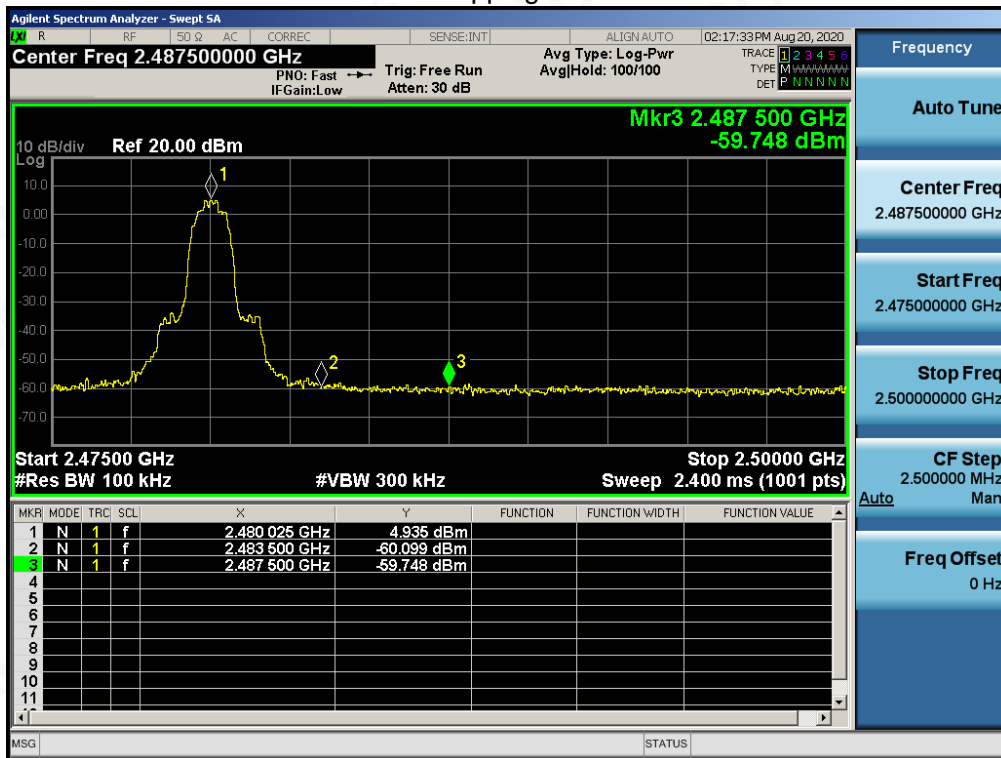 Agilent Spectrum Analyzer - Swept SA
LXI R RF 50 Ω AC CORREC SENSE:INT ALIGN AUTO 02:17:33 PM Aug 20, 2020
Center Freq 2.487500000 GHz
PNO: Fast
IFGain:Low
Trig: Free Run
Atten: 30 dB
Avg Type: Log-Pwr
Avg|Hold: 100/100
TRACE 1 2 3 4 5 6
TYPE M WWWWW
DET P N N N N N
Mkr3 2.487 500 GHz
-59.748 dBm
10 dB/div Ref 20.00 dBm
Log
10.0
0.00
-10.0
-20.0
-30.0
-40.0
-50.0
-60.0
-70.0
1
2
3
Start 2.47500 GHz Stop 2.50000 GHz
#Res BW 100 kHz #VBW 300 kHz Sweep 2.400 ms (1001 pts)
MKR MODE TRC SCL X Y FUNCTION FUNCTION WIDTH FUNCTION VALUE
1 N 1 f 2.480 025 GHz 4.935 dBm
2 N 1 f 2.483 500 GHz -60.099 dBm
3 N 1 f 2.487 500 GHz -59.748 dBm
4
5
6
7
8
9
10
11
MSG STATUS
Frequency
Auto Tune
Center Freq
2.487500000 GHz
Start Freq
2.475000000 GHz
Stop Freq
2.500000000 GHz
CF Step
2.500000 MHz
Auto Man
Freq Offset
0 Hz